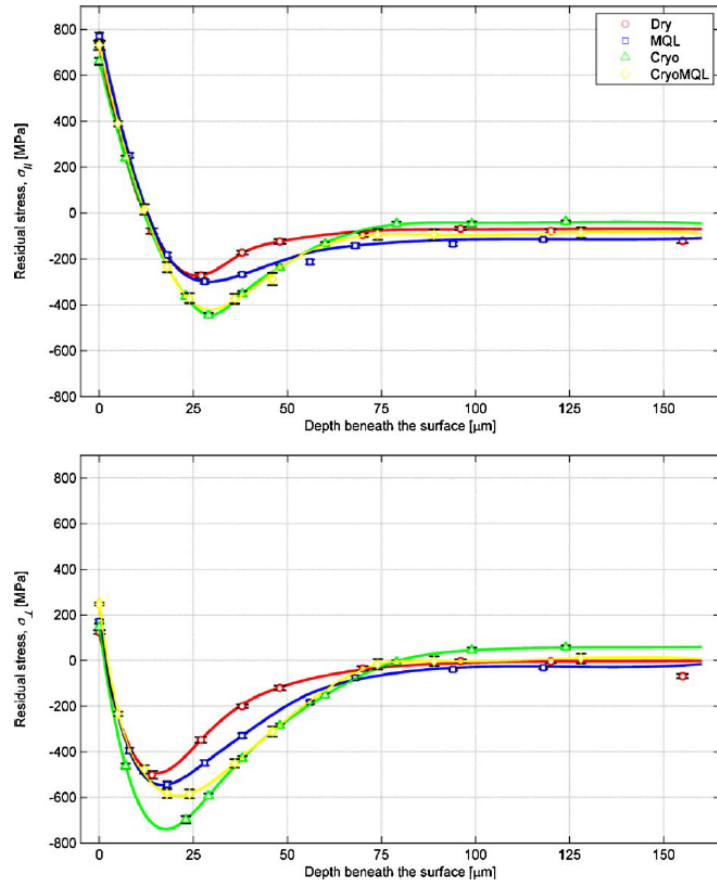 800
600
400
200
0
-200
-400
-600
-800
Residual stress, σ// [MPa]
0 25 50 75 100 125 150
Depth beneath the surface [μm]
Dry
MQL
Cryo
CryoMQL
800
600
400
200
0
-200
-400
-600
-800
Residual stress, σ⊥ [MPa]
0 25 50 75 100 125 150
Depth beneath the surface [μm]